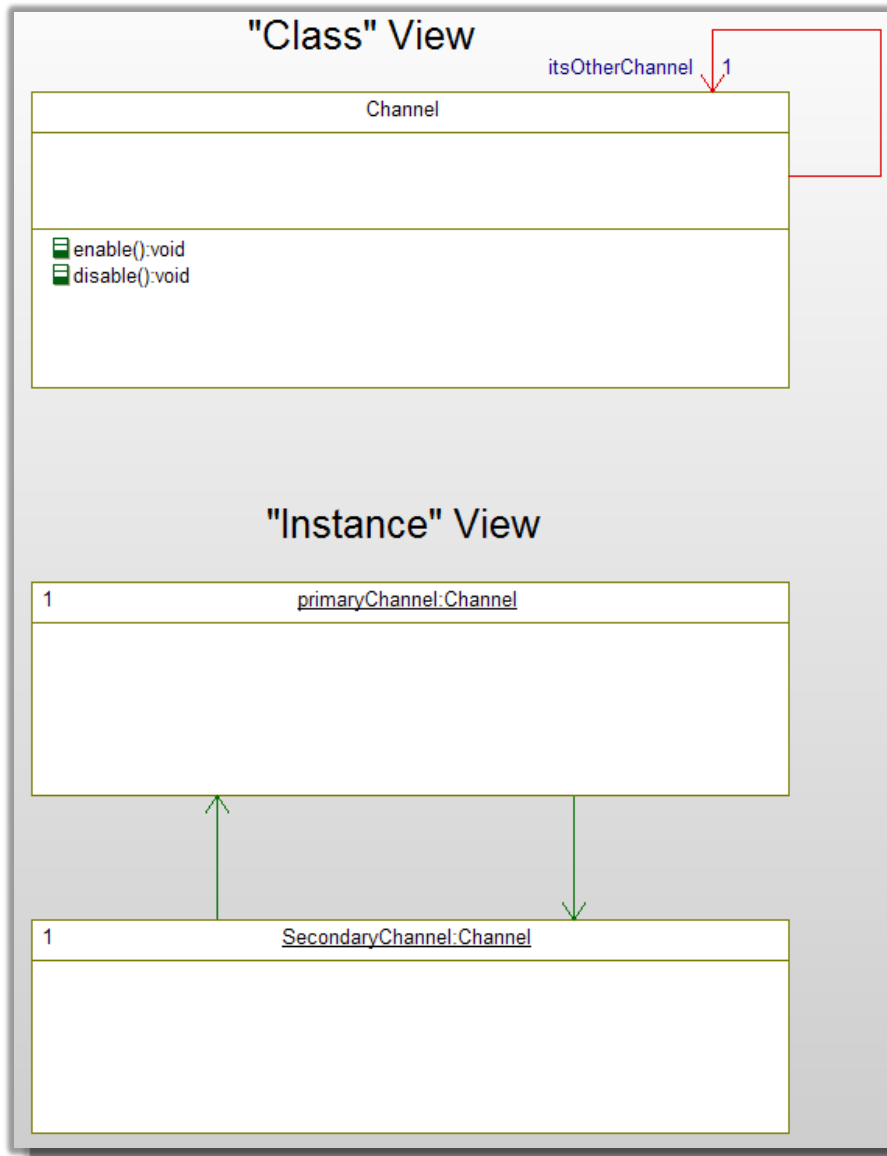 "Class" View
itsOtherChannel 1
Channel
enable():void
disable():void
"Instance" View
1 primaryChannel:Channel
1 SecondaryChannel:Channel